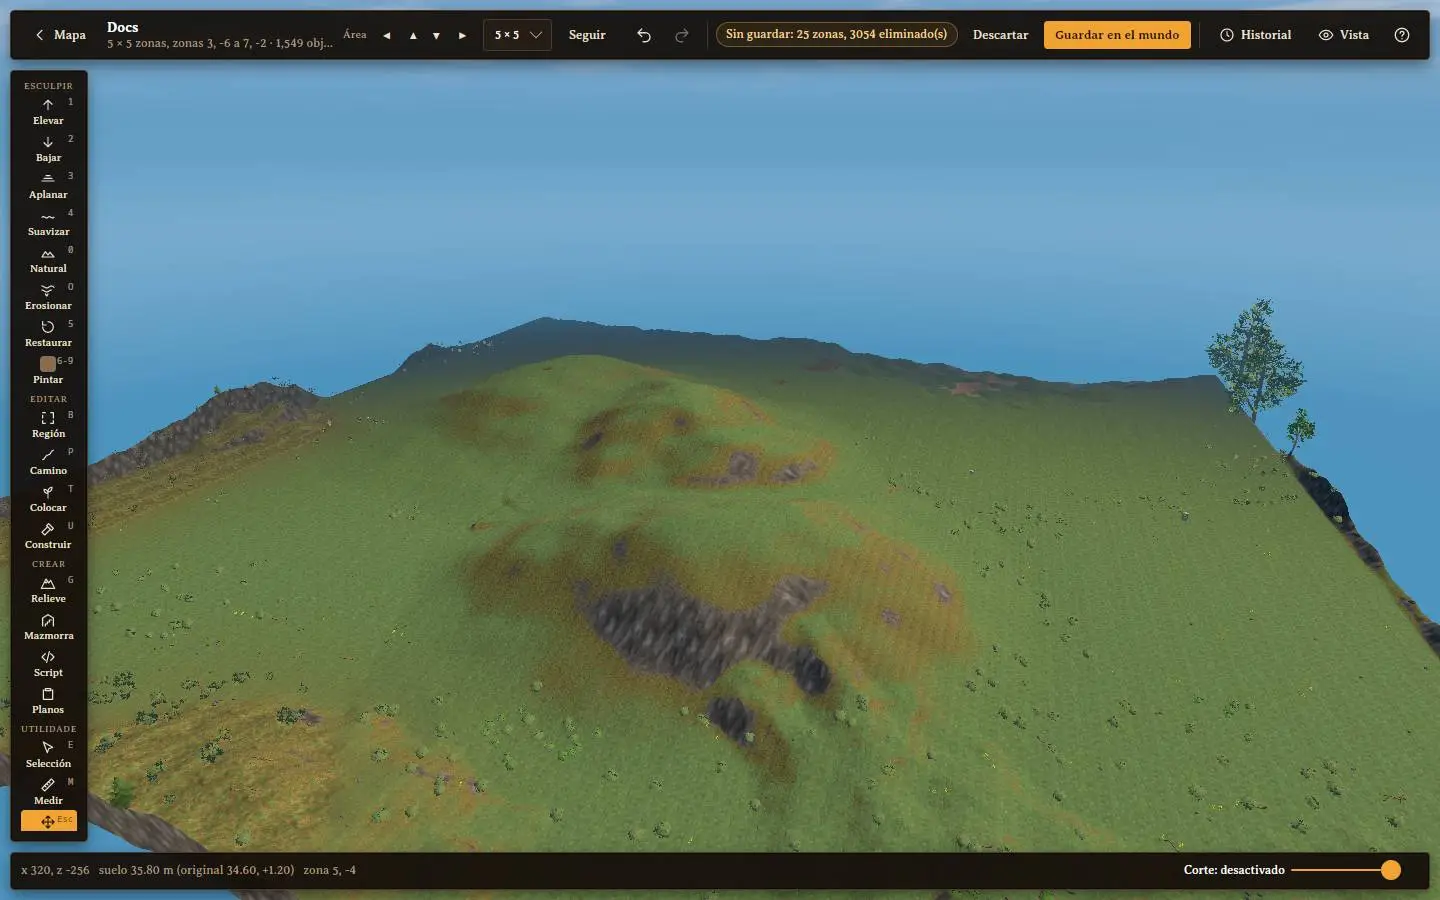 Mapa
Docs
5 × 5 zonas, zonas 3, -6 a 7, -2 · 1,549 obj...
Área
5 × 5
Seguir
Sin guardar: 25 zonas, 3054 eliminado(s)
Descartar
Guardar en el mundo
Historial
Vista
ESCULPIR
1
Elevar
2
Bajar
3
Aplanar
4
Suavizar
0
Natural
O
Erosionar
5
Restaurar
6-9
Pintar
EDITAR
B
Región
P
Camino
T
Colocar
U
Construir
CREAR
G
Relieve
Mazmorra
Script
Planos
UTILIDADE
E
Selección
M
Medir
Esc
x 320, z -256 suelo 35.80 m (original 34.60, +1.20) zona 5, -4
Corte: desactivado